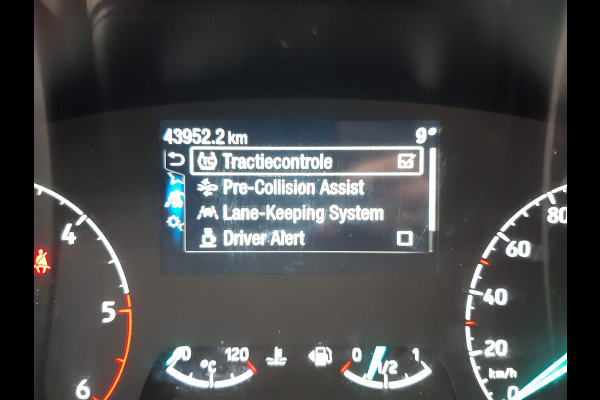 43952.2 km 9°
Tractiecontrole
Pre-Collision Assist
Lane-Keeping System
Driver Alert
4
5
6
80
60
40
20
0
km/h
0 °C 120
0 1/2 1